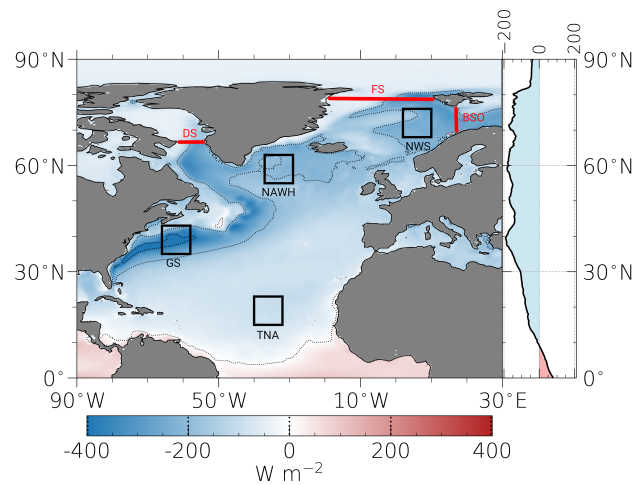 200 0 200
90°N 90°N
FS
BSO
DS
NWS
60°N 60°N
NAWH
GS
30°N 30°N
TNA
0° 0°
90°W 50°W 10°W 30°E
-400 -200 0 200 400
W m⁻²